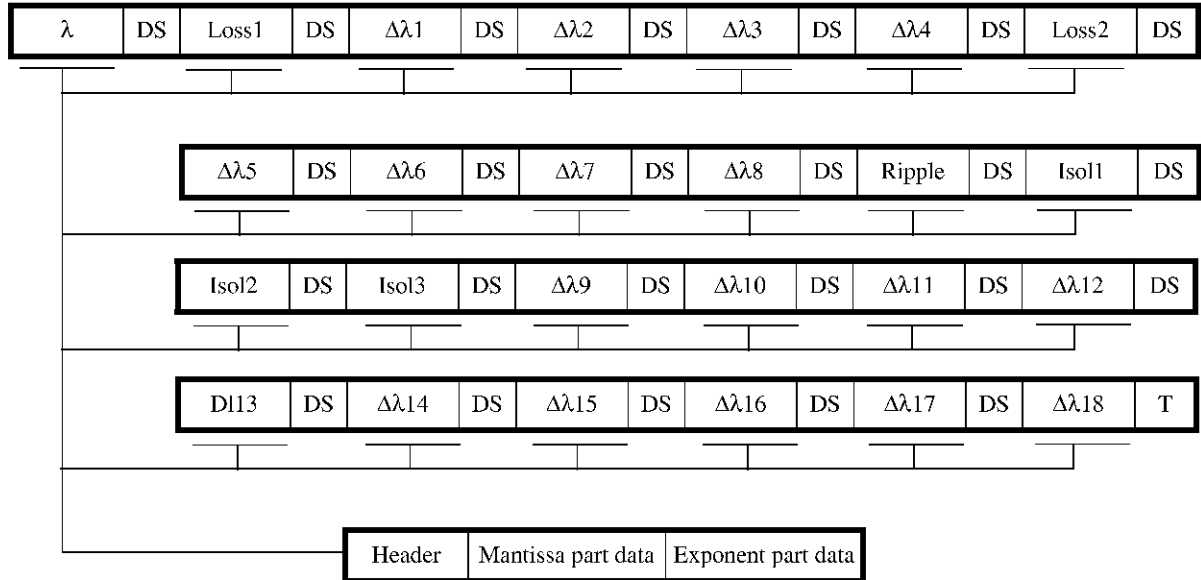 λ DS Loss1 DS Δλ1 DS Δλ2 DS Δλ3 DS Δλ4 DS Loss2 DS
Δλ5 DS Δλ6 DS Δλ7 DS Δλ8 DS Ripple DS Isol1 DS
Isol2 DS Isol3 DS Δλ9 DS Δλ10 DS Δλ11 DS Δλ12 DS
Dl13 DS Δλ14 DS Δλ15 DS Δλ16 DS Δλ17 DS Δλ18 T
Header Mantissa part data Exponent part data